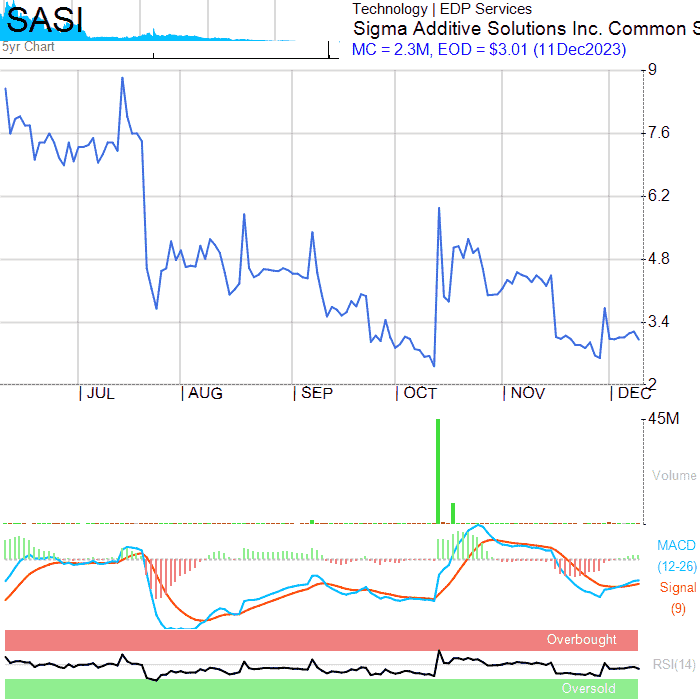 SASI
5yr Chart
Technology | EDP Services
Sigma Additive Solutions Inc. Common S
MC = 2.3M, EOD = $3.01 (11Dec2023)
9
7.6
6.2
4.8
3.4
2
JUL AUG SEP OCT NOV DEC
45M
Volume
MACD
(12-26)
Signal
(9)
Overbought
RSI(14)
Oversold